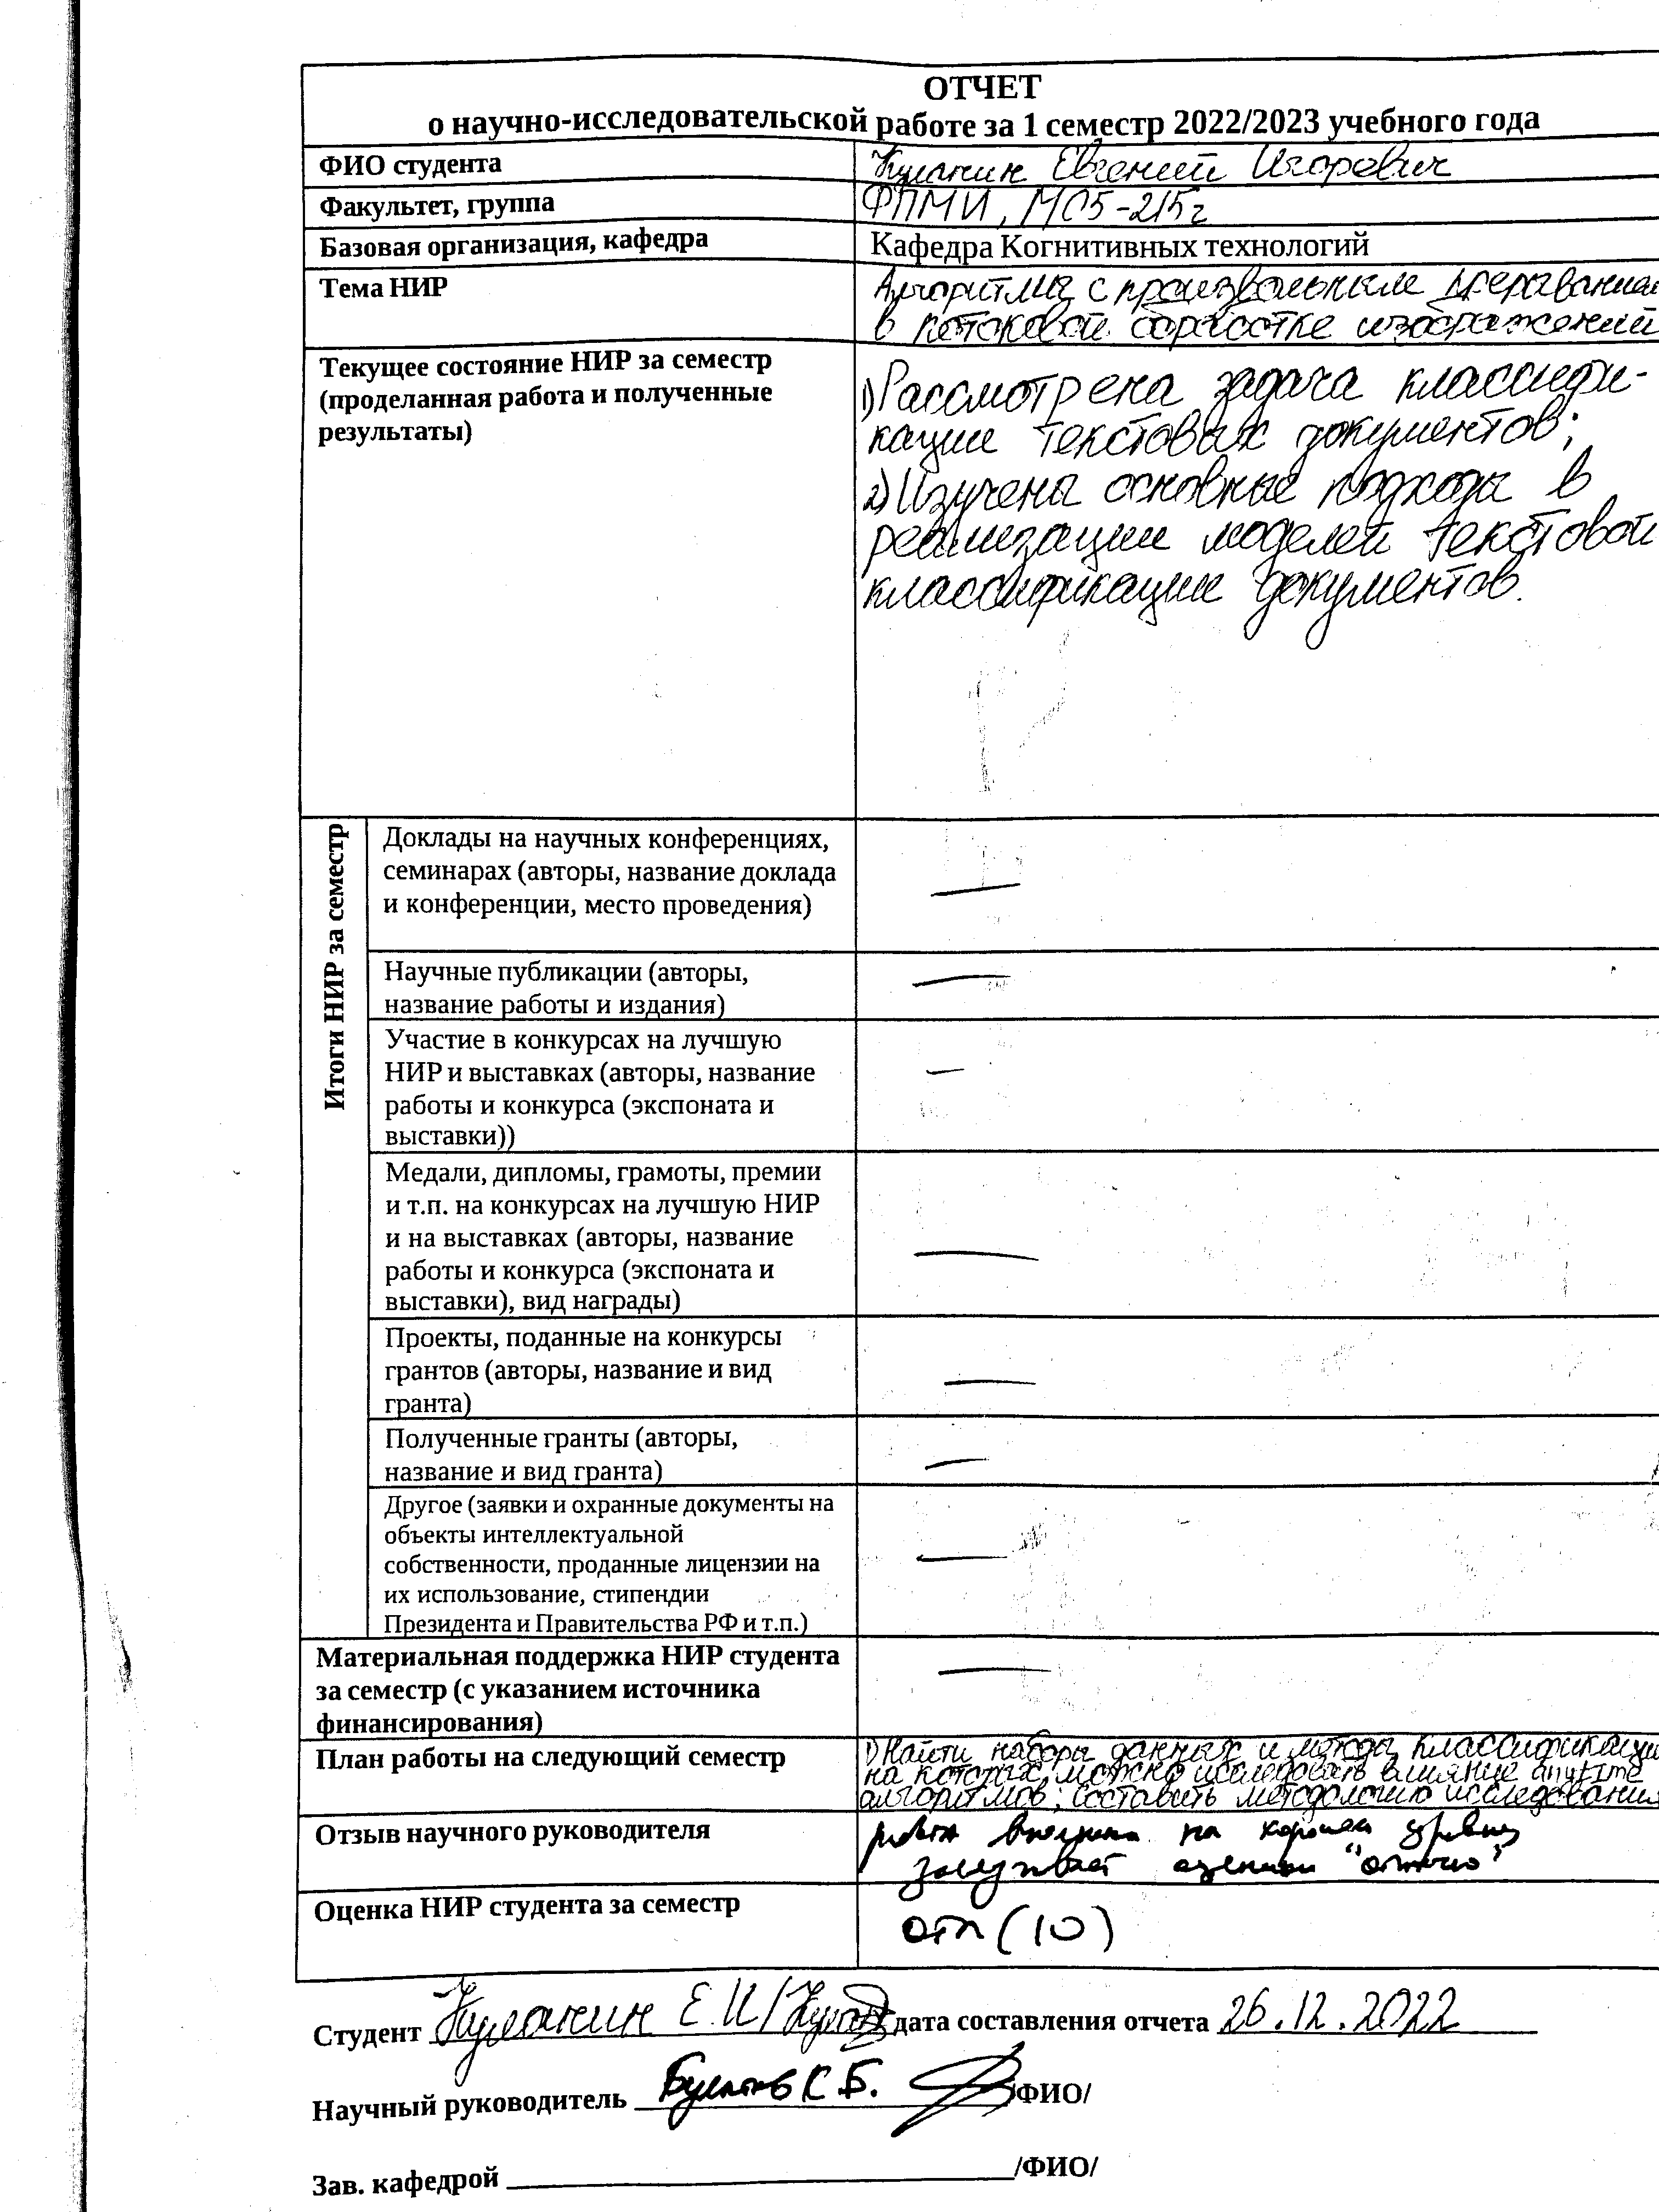 ОТЧЕТ
о научно-исследовательской работе за 1 семестр 2022/2023 учебного года
ФИО студента
Кулагин Евгений Игоревич
Факультет, группа
ФПМИ, М05-215г
Базовая организация, кафедра
Кафедра Когнитивных технологий
Тема НИР
Алгоритмы с произвольным прерыванием
в потоковой обработке изображений
Текущее состояние НИР за семестр
(проделанная работа и полученные
результаты)
1) Рассмотрена задача классифи-
кации текстовых документов;
2) Изучены основные подходы в
реализации моделей текстовой
классификации документов.
Итоги НИР за семестр
Доклады на научных конференциях,
семинарах (авторы, название доклада
и конференции, место проведения)
—
Научные публикации (авторы,
название работы и издания)
—
Участие в конкурсах на лучшую
НИР и выставках (авторы, название
работы и конкурса (экспоната и
выставки))
—
Медали, дипломы, грамоты, премии
и т.п. на конкурсах на лучшую НИР
и на выставках (авторы, название
работы и конкурса (экспоната и
выставки), вид награды)
—
Проекты, поданные на конкурсы
грантов (авторы, название и вид
гранта)
—
Полученные гранты (авторы,
название и вид гранта)
—
Другое (заявки и охранные документы на
объекты интеллектуальной
собственности, проданные лицензии на
их использование, стипендии
Президента и Правительства РФ и т.п.)
—
Материальная поддержка НИР студента
за семестр (с указанием источника
финансирования)
—
План работы на следующий семестр
1) Найти наборы данных и методы классификации
на которых можно исследовать влияние anytime
алгоритмов; составить методологию исследования
Отзыв научного руководителя
работа выполнена на хорошем уровне
заслуживает оценки "отлично"
Оценка НИР студента за семестр
отл (10)
Студент Кулагин Е.И/ дата составления отчета 26.12.2022
Научный руководитель Булатов К.Б. /ФИО/
Зав. кафедрой /ФИО/